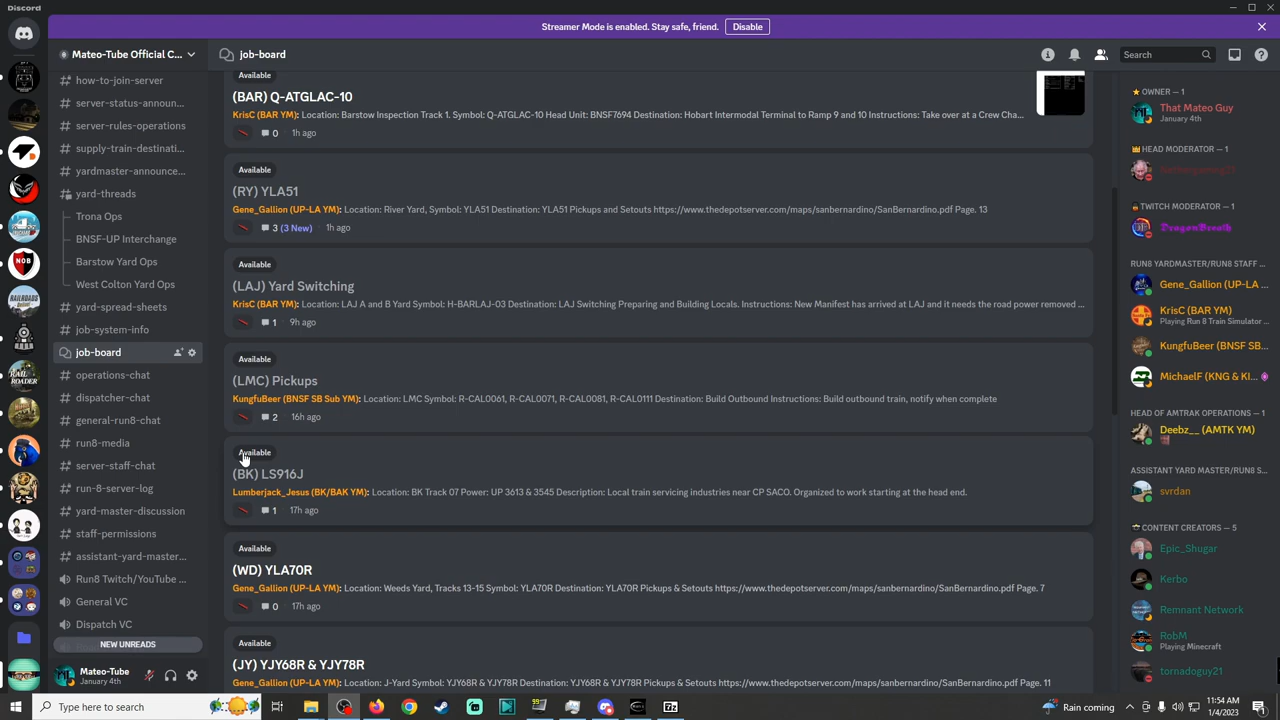 Discord
Streamer Mode is enabled. Stay safe, friend. Disable
Mateo-Tube Official C...
job-board
Search
how-to-join-server
server-status-announ...
server-rules-operations
supply-train-destinati...
yardmaster-announce...
yard-threads
Trona Ops
BNSF-UP Interchange
Barstow Yard Ops
West Colton Yard Ops
yard-spread-sheets
job-system-info
job-board
operations-chat
dispatcher-chat
general-run8-chat
run8-media
server-staff-chat
run-8-server-log
yard-master-discussion
staff-permissions
assistant-yard-master...
Run8 Twitch/YouTube ...
General VC
Dispatch VC
NEW UNREADS
Mateo-Tube
January 4th
Available
(BAR) Q-ATGLAC-10
KrisC (BAR YM): Location: Barstow Inspection Track 1. Symbol: Q-ATGLAC-10 Head Unit: BNSF7694 Destination: Hobart Intermodal Terminal to Ramp 9 and 10 Instructions: Take over at a Crew Cha...
0 1h ago
Available
(RY) YLA51
Gene_Gallion (UP-LA YM): Location: River Yard, Symbol: YLA51 Destination: YLA51 Pickups and Setouts https://www.thedepotserver.com/maps/sanbernardino/SanBernardino.pdf Page. 13
3 (3 New) 1h ago
Available
(LAJ) Yard Switching
KrisC (BAR YM): Location: LAJ A and B Yard Symbol: H-BARLAJ-03 Destination: LAJ Switching Preparing and Building Locals. Instructions: New Manifest has arrived at LAJ and it needs the road power removed ...
1 9h ago
Available
(LMC) Pickups
KungfuBeer (BNSF SB Sub YM): Location: LMC Symbol: R-CAL0061, R-CAL0071, R-CAL0081, R-CAL0111 Destination: Build Outbound Instructions: Build outbound train, notify when complete
2 16h ago
Available
(BK) LS916J
Lumberjack_Jesus (BK/BAK YM): Location: BK Track 07 Power: UP 3613 & 3545 Description: Local train servicing industries near CP SACO. Organized to work starting at the head end.
1 17h ago
Available
(WD) YLA70R
Gene_Gallion (UP-LA YM): Location: Weeds Yard, Tracks 13-15 Symbol: YLA70R Destination: YLA70R Pickups & Setouts https://www.thedepotserver.com/maps/sanbernardino/SanBernardino.pdf Page. 7
0 17h ago
Available
(JY) YJY68R & YJY78R
Gene_Gallion (UP-LA YM): Location: J-Yard Symbol: YJY68R & YJY78R Destination: YJY68R & YJY78R Pickups & Setouts https://www.thedepotserver.com/maps/sanbernardino/SanBernardino.pdf Page. 11
OWNER — 1
That Mateo Guy
January 4th
HEAD MODERATOR — 1
TWITCH MODERATOR — 1
DragonBreath
RUN8 YARDMASTER/RUN8 STAFF ...
Gene_Gallion (UP-LA ...
KrisC (BAR YM)
Playing Run 8 Train Simulator ...
KungfuBeer (BNSF SB...
MichaelF (KNG & KI...
HEAD OF AMTRAK OPERATIONS — 1
Deebz__ (AMTK YM)
ASSISTANT YARD MASTER/RUN8 S...
svrdan
CONTENT CREATORS — 5
Epic_Shugar
Kerbo
Remnant Network
RobM
Playing Minecraft
tornadoguy21
Type here to search
Rain coming
11:54 AM
1/4/2023